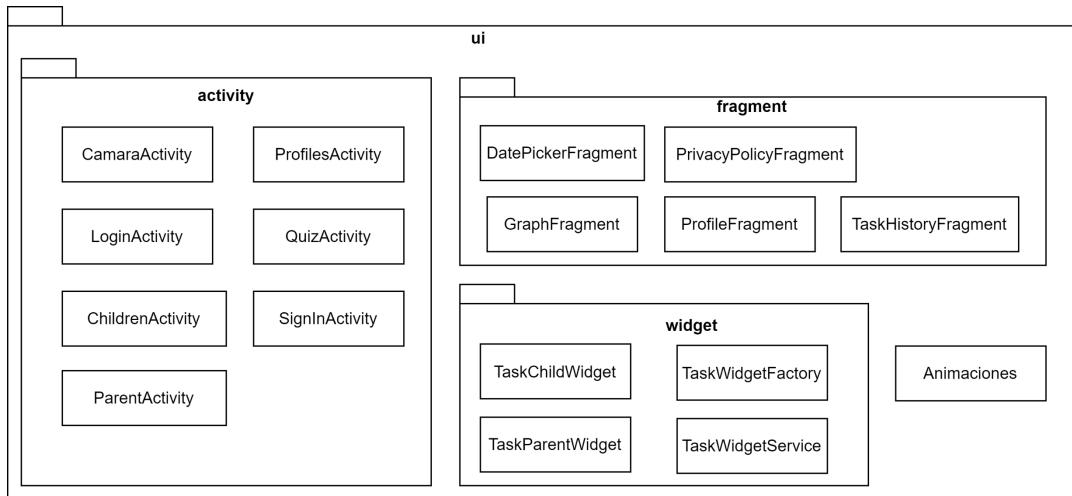 ui
activity
CamaraActivity
ProfilesActivity
LoginActivity
QuizActivity
ChildrenActivity
SignInActivity
ParentActivity
fragment
DatePickerFragment
PrivacyPolicyFragment
GraphFragment
ProfileFragment
TaskHistoryFragment
widget
TaskChildWidget
TaskWidgetFactory
TaskParentWidget
TaskWidgetService
Animaciones